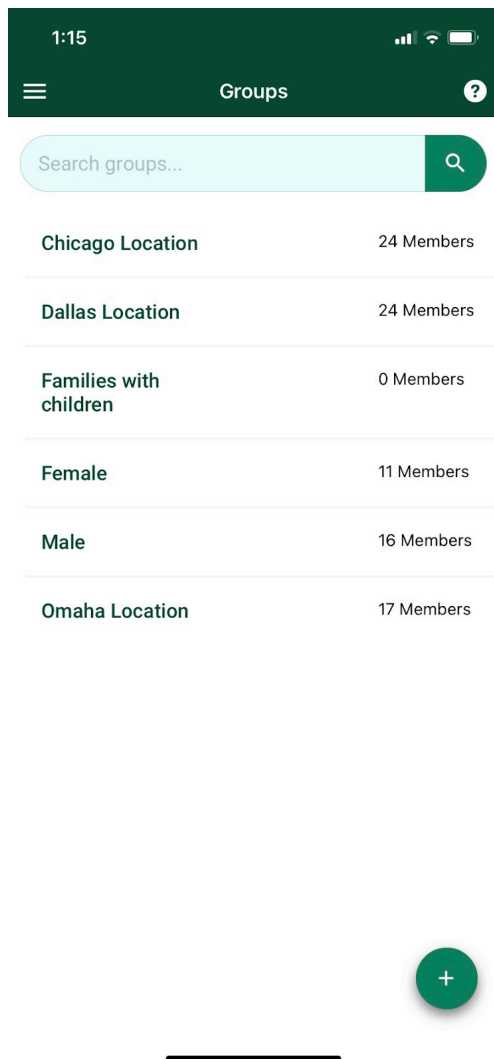 1:15
Groups
?
Search groups...
Chicago Location 24 Members
Dallas Location 24 Members
Families with 0 Members
children
Female 11 Members
Male 16 Members
Omaha Location 17 Members
+